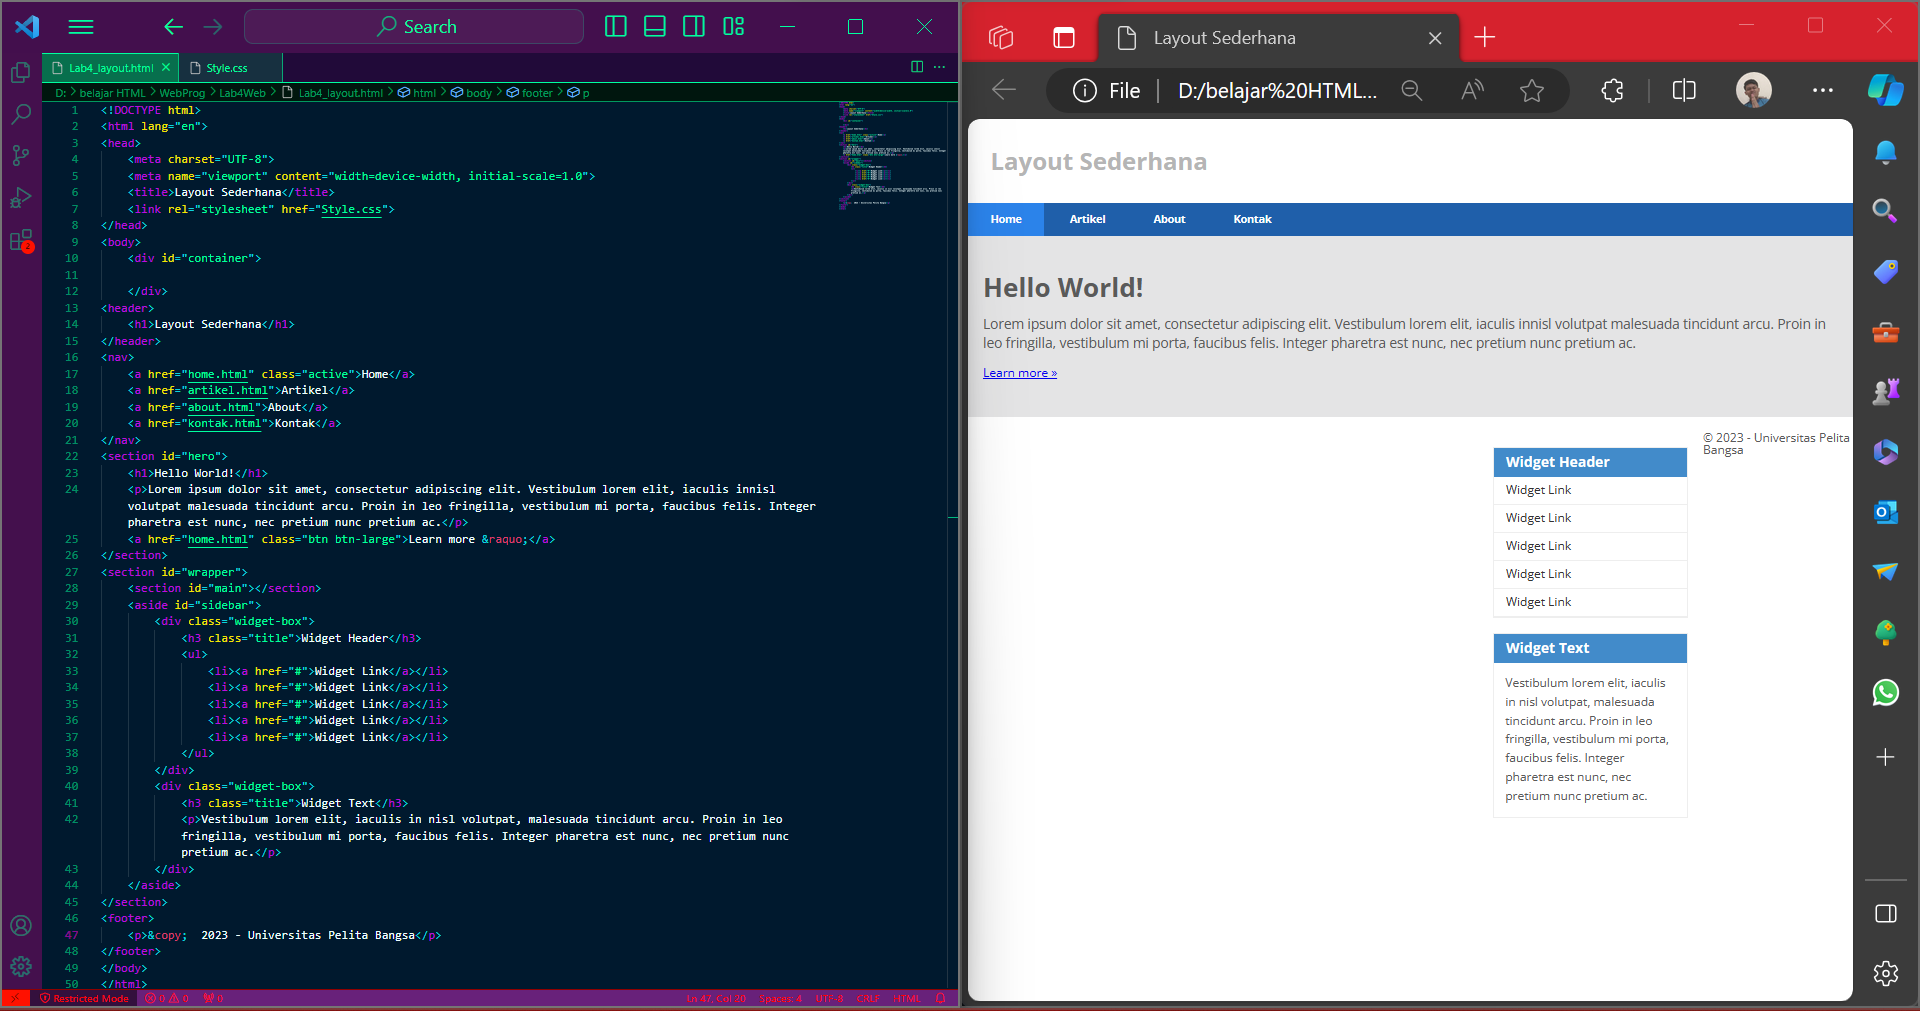 Search
Lab4_layout.html
Style.css
D: > belajar HTML > WebProg > Lab4Web > Lab4_layout.html > html > body > footer > p
1 <!DOCTYPE html>
2 <html lang="en">
3 <head>
4 <meta charset="UTF-8">
5 <meta name="viewport" content="width=device-width, initial-scale=1.0">
6 <title>Layout Sederhana</title>
7 <link rel="stylesheet" href="Style.css">
8 </head>
9 <body>
10 <div id="container">
11
12 </div>
13 <header>
14 <h1>Layout Sederhana</h1>
15 </header>
16 <nav>
17 <a href="home.html" class="active">Home</a>
18 <a href="artikel.html">Artikel</a>
19 <a href="about.html">About</a>
20 <a href="kontak.html">Kontak</a>
21 </nav>
22 <section id="hero">
23 <h1>Hello World!</h1>
24 <p>Lorem ipsum dolor sit amet, consectetur adipiscing elit. Vestibulum lorem elit, iaculis innisl
volutpat malesuada tincidunt arcu. Proin in leo fringilla, vestibulum mi porta, faucibus felis. Integer
pharetra est nunc, nec pretium nunc pretium ac.</p>
25 <a href="home.html" class="btn btn-large">Learn more &raquo;</a>
26 </section>
27 <section id="wrapper">
28 <section id="main"></section>
29 <aside id="sidebar">
30 <div class="widget-box">
31 <h3 class="title">Widget Header</h3>
32 <ul>
33 <li><a href="#">Widget Link</a></li>
34 <li><a href="#">Widget Link</a></li>
35 <li><a href="#">Widget Link</a></li>
36 <li><a href="#">Widget Link</a></li>
37 <li><a href="#">Widget Link</a></li>
38 </ul>
39 </div>
40 <div class="widget-box">
41 <h3 class="title">Widget Text</h3>
42 <p>Vestibulum lorem elit, iaculis in nisl volutpat, malesuada tincidunt arcu. Proin in leo
fringilla, vestibulum mi porta, faucibus felis. Integer pharetra est nunc, nec pretium nunc
pretium ac.</p>
43 </div>
44 </aside>
45 </section>
46 <footer>
47 <p>&copy;  2023 - Universitas Pelita Bangsa</p>
48 </footer>
49 </body>
50 </html>
2
Restricted Mode 0 0 0 Ln 47, Col 20 Spaces: 4 UTF-8 CRLF HTML
Layout Sederhana
File D:/belajar%20HTML...
Layout Sederhana
Home Artikel About Kontak
Hello World!
Lorem ipsum dolor sit amet, consectetur adipiscing elit. Vestibulum lorem elit, iaculis innisl volutpat malesuada tincidunt arcu. Proin in
leo fringilla, vestibulum mi porta, faucibus felis. Integer pharetra est nunc, nec pretium nunc pretium ac.
Learn more »
© 2023 - Universitas Pelita
Bangsa
Widget Header
Widget Link
Widget Link
Widget Link
Widget Link
Widget Link
Widget Text
Vestibulum lorem elit, iaculis
in nisl volutpat, malesuada
tincidunt arcu. Proin in leo
fringilla, vestibulum mi porta,
faucibus felis. Integer
pharetra est nunc, nec
pretium nunc pretium ac.